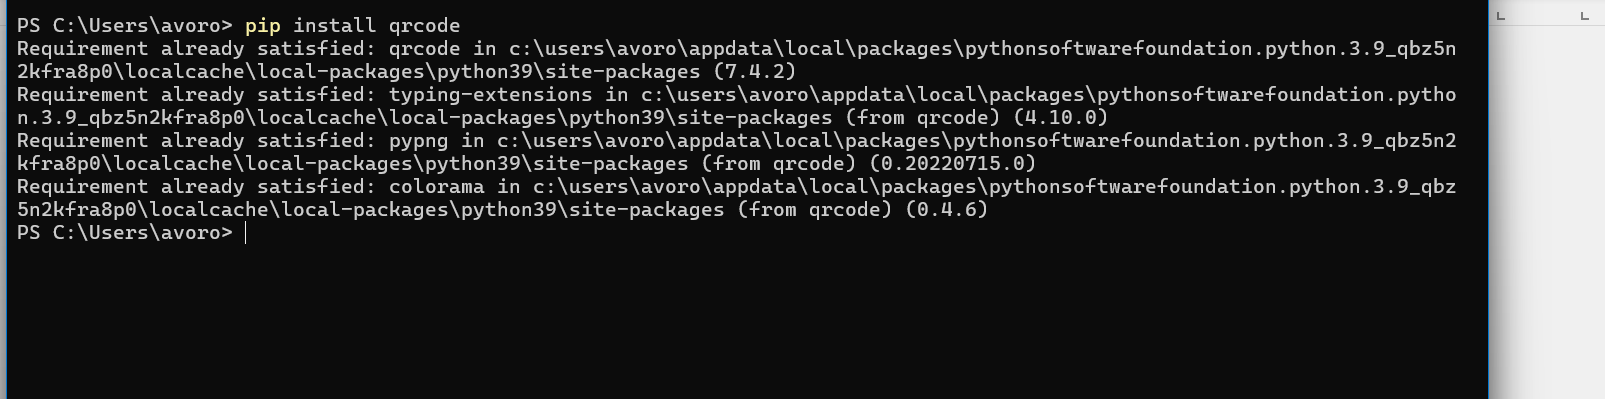 PS C:\Users\avoro> pip install qrcode
Requirement already satisfied: qrcode in c:\users\avoro\appdata\local\packages\pythonsoftwarefoundation.python.3.9_qbz5n
2kfra8p0\localcache\local-packages\python39\site-packages (7.4.2)
Requirement already satisfied: typing-extensions in c:\users\avoro\appdata\local\packages\pythonsoftwarefoundation.pytho
n.3.9_qbz5n2kfra8p0\localcache\local-packages\python39\site-packages (from qrcode) (4.10.0)
Requirement already satisfied: pypng in c:\users\avoro\appdata\local\packages\pythonsoftwarefoundation.python.3.9_qbz5n2
kfra8p0\localcache\local-packages\python39\site-packages (from qrcode) (0.20220715.0)
Requirement already satisfied: colorama in c:\users\avoro\appdata\local\packages\pythonsoftwarefoundation.python.3.9_qbz
5n2kfra8p0\localcache\local-packages\python39\site-packages (from qrcode) (0.4.6)
PS C:\Users\avoro>